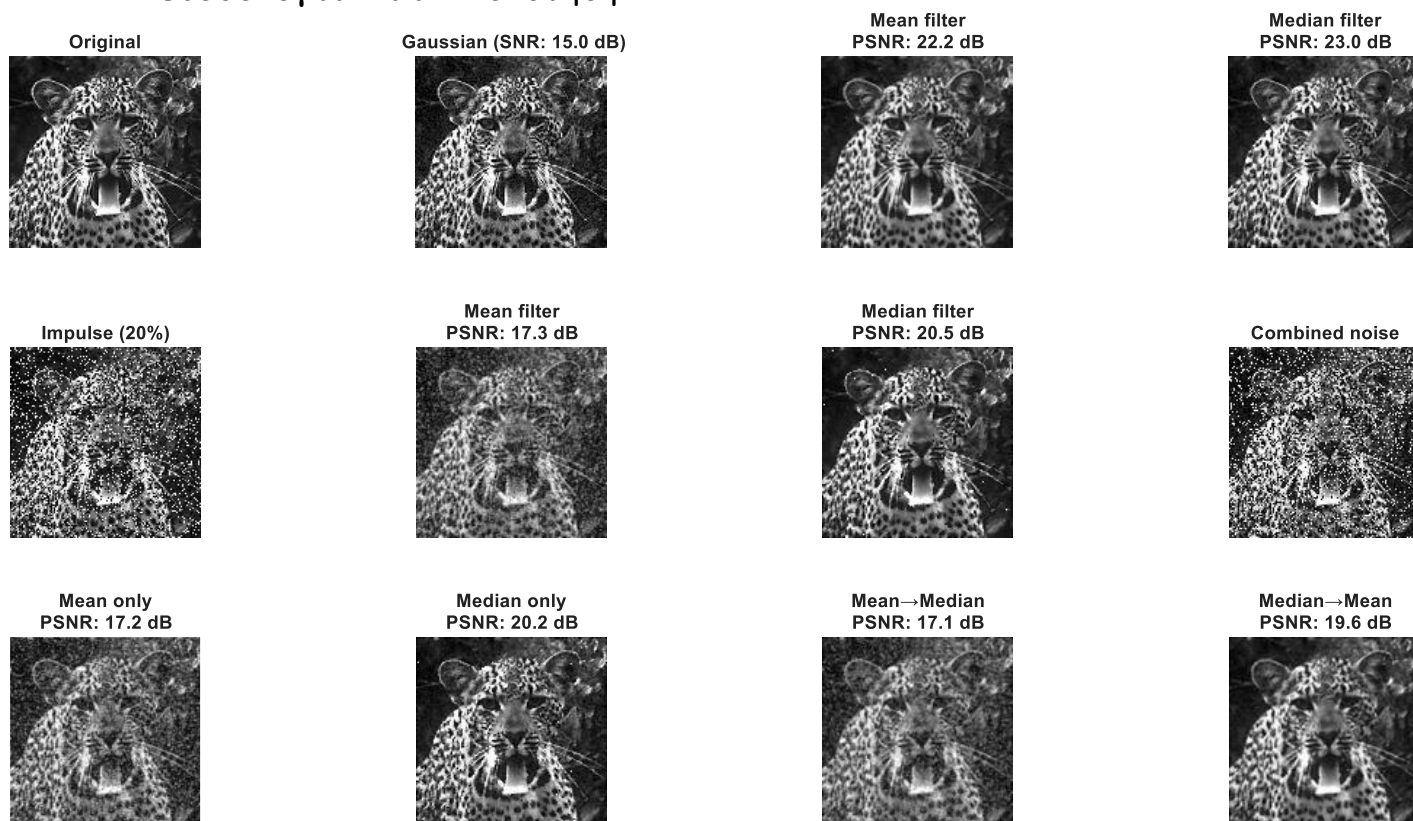 Original
Gaussian (SNR: 15.0 dB)
Mean filter
PSNR: 22.2 dB
Median filter
PSNR: 23.0 dB
Impulse (20%)
Mean filter
PSNR: 17.3 dB
Median filter
PSNR: 20.5 dB
Combined noise
Mean only
PSNR: 17.2 dB
Median only
PSNR: 20.2 dB
Mean→Median
PSNR: 17.1 dB
Median→Mean
PSNR: 19.6 dB